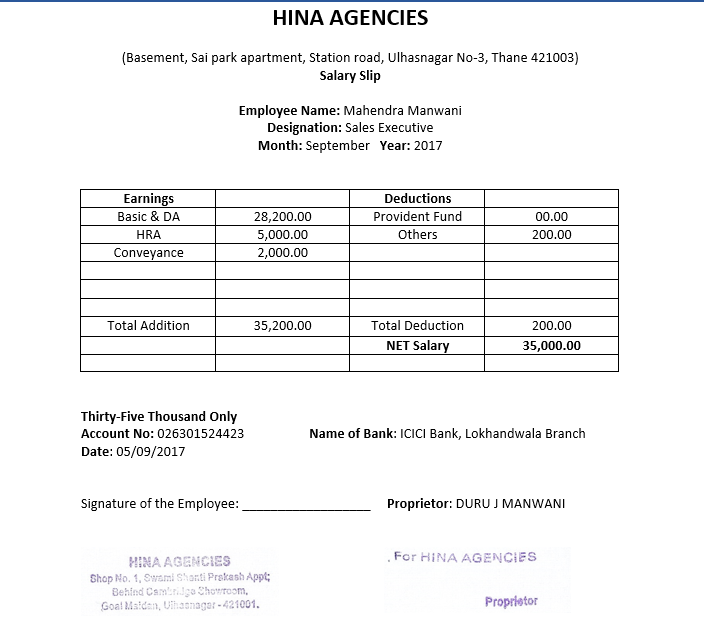 HINA AGENCIES
(Basement, Sai park apartment, Station road, Ulhasnagar No-3, Thane 421003)
Salary Slip
Employee Name: Mahendra Manwani
Designation: Sales Executive
Month: September Year: 2017
Earnings Deductions
Basic & DA 28,200.00 Provident Fund 00.00
HRA 5,000.00 Others 200.00
Conveyance 2,000.00
Total Addition 35,200.00 Total Deduction 200.00
NET Salary 35,000.00
Thirty-Five Thousand Only
Account No: 026301524423 Name of Bank: ICICI Bank, Lokhandwala Branch
Date: 05/09/2017
Signature of the Employee: ___________________ Proprietor: DURU J MANWANI
HINA AGENCIES
Shop No. 1, Swami Shanti Prakash Appt;
Behind Cambridge Showroom,
Goal Maidan, Ulhasnagar - 421001.
For HINA AGENCIES
Proprietor